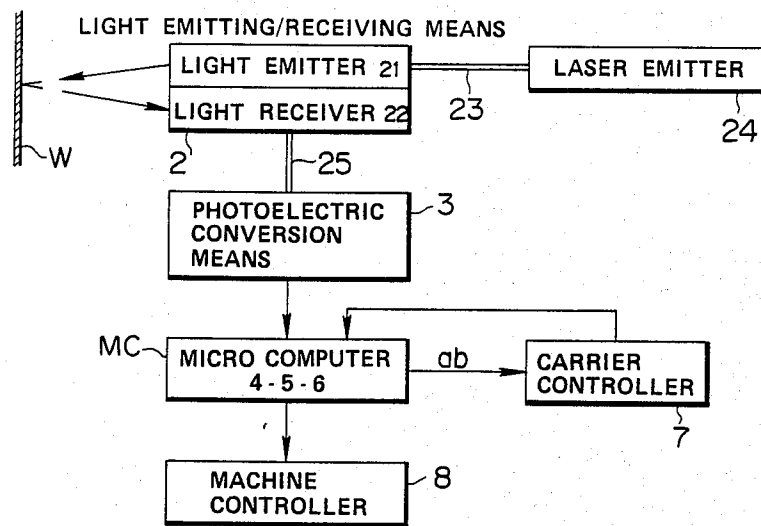 LIGHT EMITTING/RECEIVING MEANS
LIGHT EMITTER 21
LASER EMITTER
LIGHT RECEIVER 22
23
24
W
2
25
PHOTOELECTRIC
CONVERSION
MEANS
3
MC
MICRO COMPUTER
4-5-6
ab
CARRIER
CONTROLLER
7
MACHINE
CONTROLLER
8